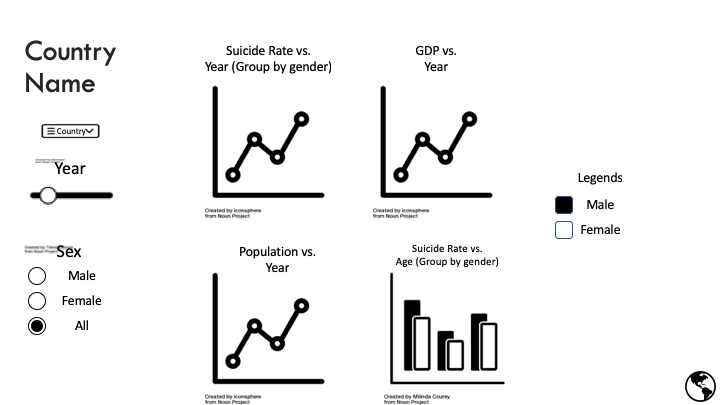 Country
Name
Country
Year
Sex
Male
Female
All
Suicide Rate vs.
Year (Group by gender)
Created by iconsphere
from Noun Project
GDP vs.
Year
Created by iconsphere
from Noun Project
Population vs.
Year
Created by iconsphere
from Noun Project
Suicide Rate vs.
Age (Group by gender)
Created by Milinda Courey
from Noun Project
Legends
Male
Female